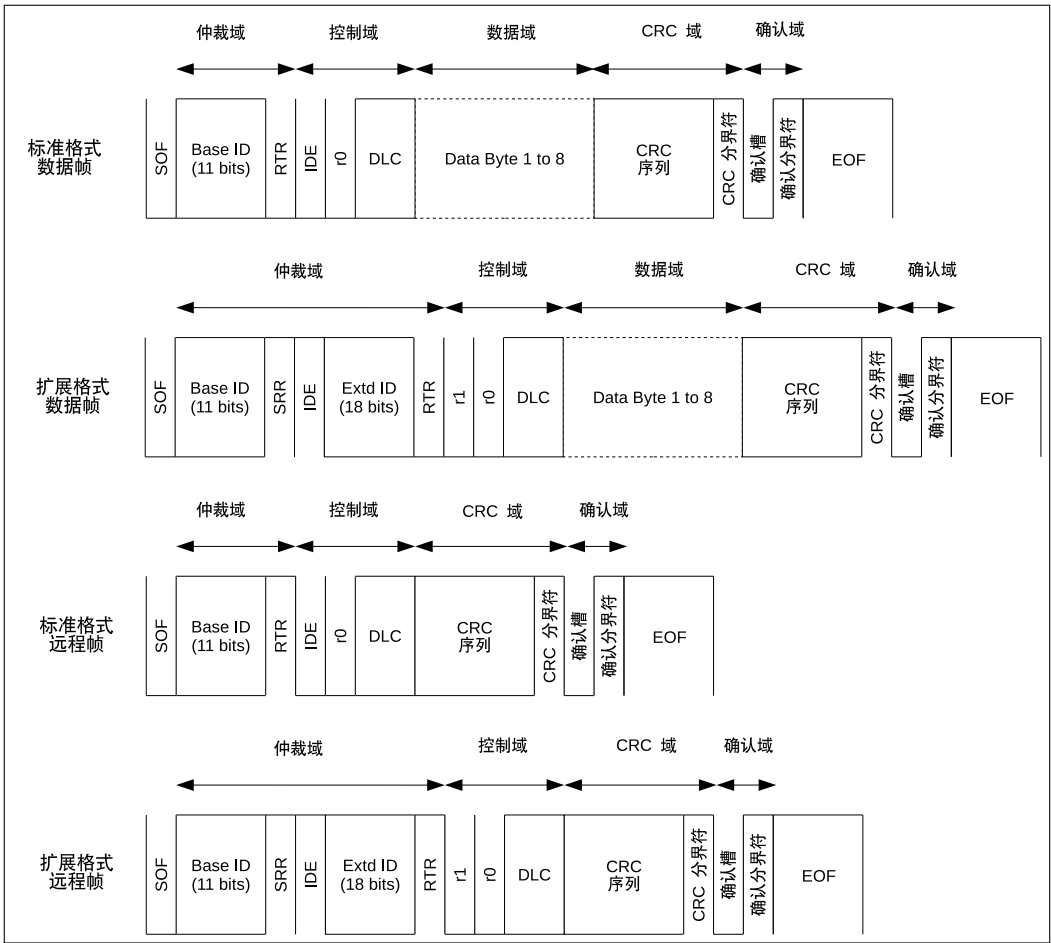 仲裁域 控制域 数据域 CRC 域 确认域
标准格式
数据帧
SOF
Base ID
(11 bits)
RTR
IDE
r0
DLC
Data Byte 1 to 8
CRC
序列
CRC 分界符
确认槽
确认分界符
EOF
仲裁域 控制域 数据域 CRC 域 确认域
扩展格式
数据帧
SOF
Base ID
(11 bits)
SRR
IDE
Extd ID
(18 bits)
RTR
r1
r0
DLC
Data Byte 1 to 8
CRC
序列
CRC 分界符
确认槽
确认分界符
EOF
仲裁域 控制域 CRC 域 确认域
标准格式
远程帧
SOF
Base ID
(11 bits)
RTR
IDE
r0
DLC
CRC
序列
CRC 分界符
确认槽
确认分界符
EOF
仲裁域 控制域 CRC 域 确认域
扩展格式
远程帧
SOF
Base ID
(11 bits)
SRR
IDE
Extd ID
(18 bits)
RTR
r1
r0
DLC
CRC
序列
CRC 分界符
确认槽
确认分界符
EOF